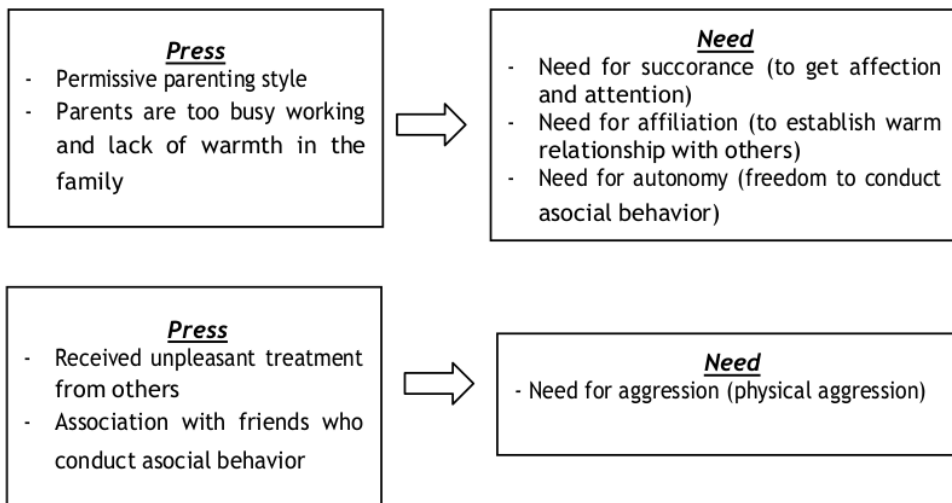 Press
- Permissive parenting style
- Parents are too busy working
and lack of warmth in the
family
Need
- Need for succorance (to get affection
and attention)
- Need for affiliation (to establish warm
relationship with others)
- Need for autonomy (freedom to conduct
asocial behavior)
Press
- Received unpleasant treatment
from others
- Association with friends who
conduct asocial behavior
Need
- Need for aggression (physical aggression)